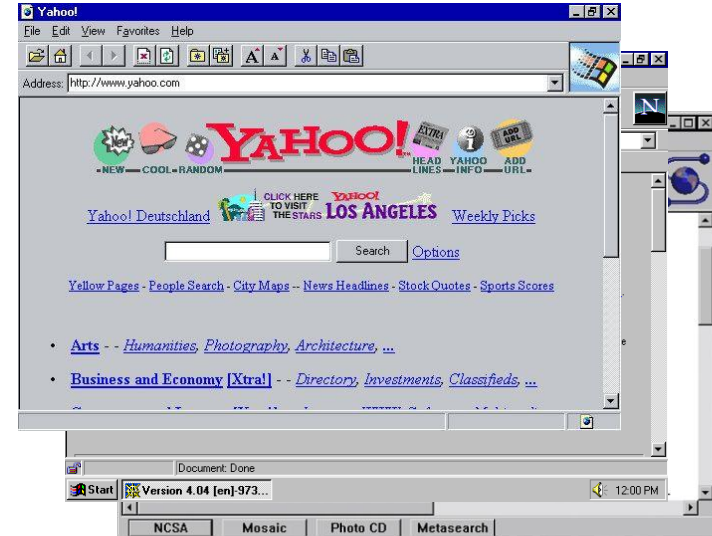 Yahoo!
File Edit View Favorites Help
Address: http://www.yahoo.com
New EXTRA i ADD URL
YAHOO!
NEW COOL RANDOM HEAD LINES YAHOO INFO ADD URL
Yahoo! Deutschland CLICK HERE TO VISIT THE STARS YAHOO! LOS ANGELES Weekly Picks
Search Options
Yellow Pages - People Search - City Maps -- News Headlines - Stock Quotes - Sports Scores
• Arts - - Humanities, Photography, Architecture, ...
• Business and Economy [Xtra!] - - Directory, Investments, Classifieds, ...
N
Document: Done
Start Version 4.04 [en]-973... 12:00 PM
NCSA Mosaic Photo CD Metasearch